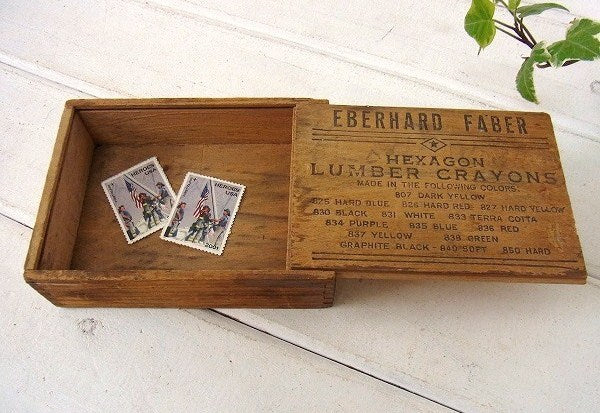 EBERHARD FABER
HEXAGON
LUMBER CRAYONS
MADE IN THE FOLLOWING COLORS:
807 DARK YELLOW
825 HARD BLUE 826 HARD RED 827 HARD YELLOW
830 BLACK 831 WHITE 833 TERRA COTTA
834 PURPLE 835 BLUE 836 RED
837 YELLOW 838 GREEN
GRAPHITE BLACK - 840 SOFT 850 HARD
HEROES
USA
HEROES
USA
2001